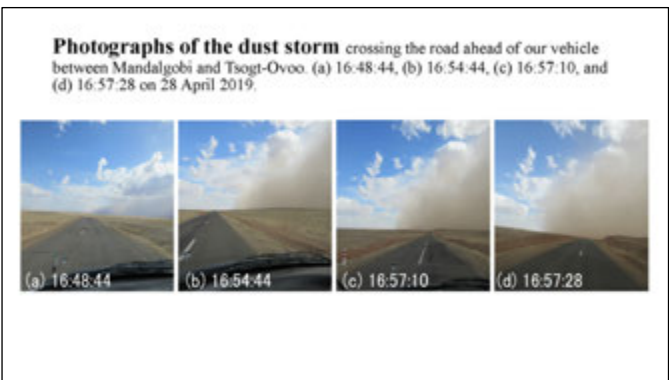 Photographs of the dust storm crossing the road ahead of our vehicle
between Mandalgobi and Tsogt-Ovoo. (a) 16:48:44, (b) 16:54:44, (c) 16:57:10, and
(d) 16:57:28 on 28 April 2019.
(a) 16:48:44
(b) 16:54:44
(c) 16:57:10
(d) 16:57:28